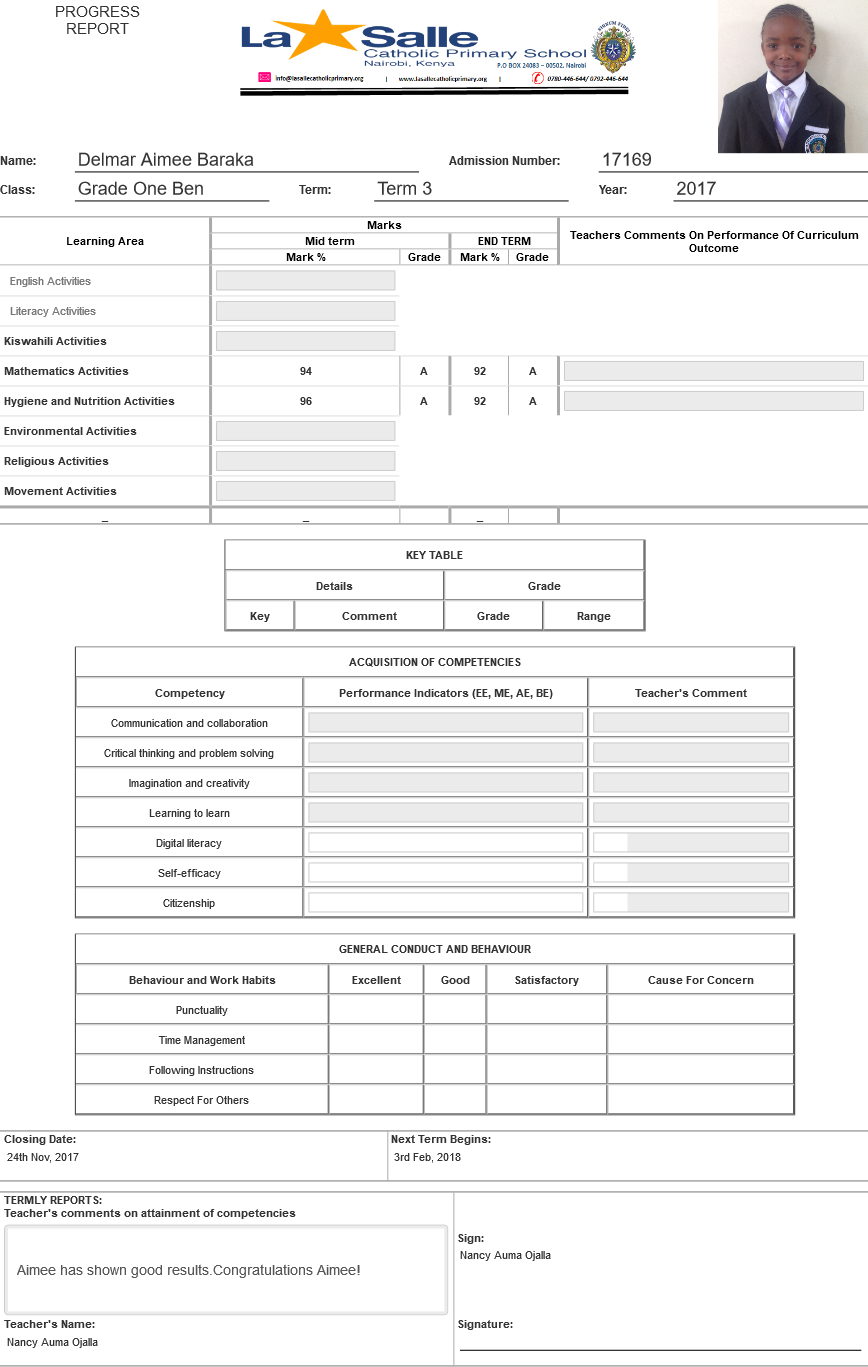 PROGRESS
REPORT
La Salle
Catholic Primary School
Nairobi, Kenya
P.O BOX 24083 – 00502, Nairobi
info@lasallecatholicprimary.org | www.lasallecatholicprimary.org | 0780-446-644/ 0792-446-644
Name: Delmar Aimee Baraka Admission Number: 17169
Class: Grade One Ben Term: Term 3 Year: 2017
Marks
Learning Area Mid term END TERM Teachers Comments On Performance Of Curriculum Outcome
Mark % Grade Mark % Grade
English Activities
Literacy Activities
Kiswahili Activities
Mathematics Activities 94 A 92 A
Hygiene and Nutrition Activities 96 A 92 A
Environmental Activities
Religious Activities
Movement Activities
_ _ _
KEY TABLE
Details Grade
Key Comment Grade Range
ACQUISITION OF COMPETENCIES
Competency Performance Indicators (EE, ME, AE, BE) Teacher's Comment
Communication and collaboration
Critical thinking and problem solving
Imagination and creativity
Learning to learn
Digital literacy
Self-efficacy
Citizenship
GENERAL CONDUCT AND BEHAVIOUR
Behaviour and Work Habits Excellent Good Satisfactory Cause For Concern
Punctuality
Time Management
Following Instructions
Respect For Others
Closing Date: Next Term Begins:
24th Nov, 2017 3rd Feb, 2018
TERMLY REPORTS:
Teacher's comments on attainment of competencies
Aimee has shown good results.Congratulations Aimee!
Sign:
Nancy Auma Ojalla
Teacher's Name: Signature:
Nancy Auma Ojalla